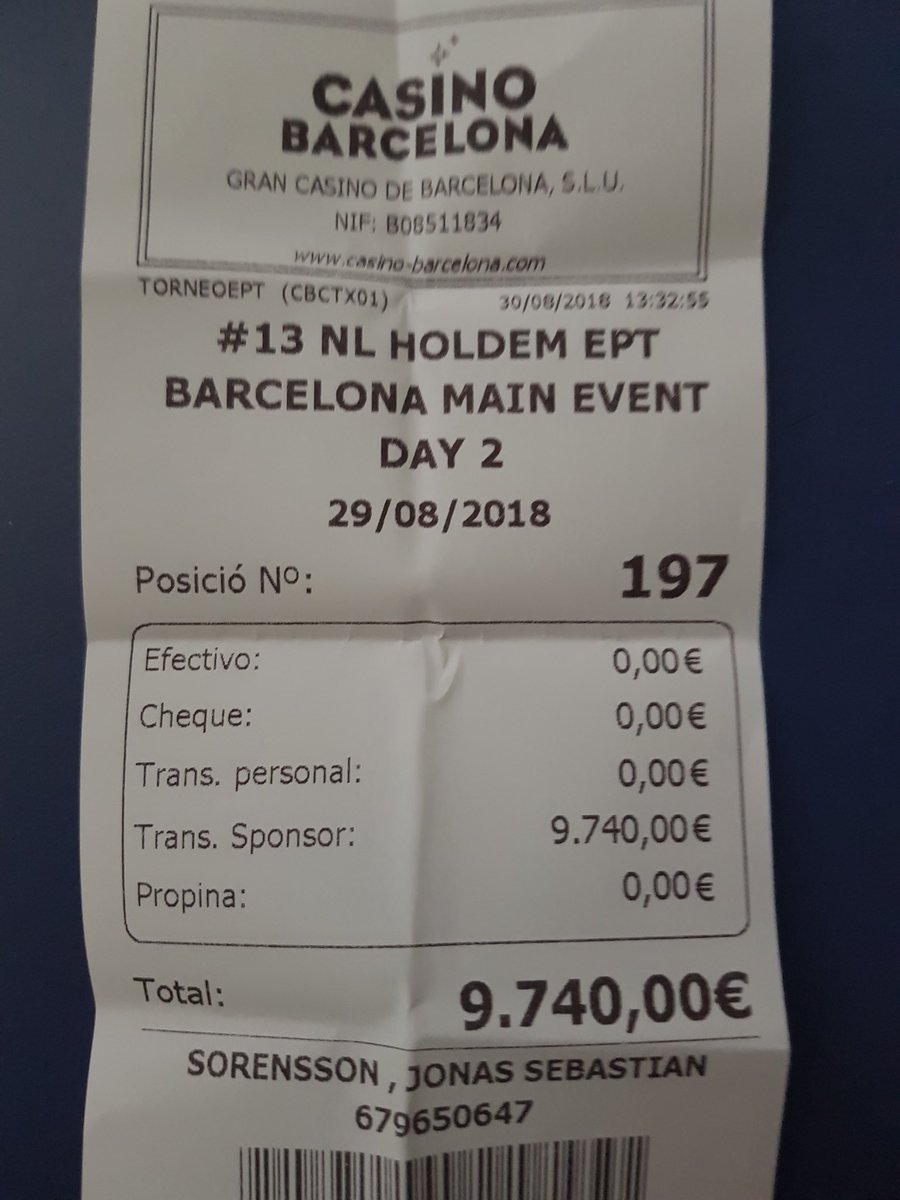 CASINO
BARCELONA
GRAN CASINO DE BARCELONA, S.L.U.
NIF: B08511834
www.casino-barcelona.com
TORNEOEPT (CBCTX01) 30/08/2018 13:32:55
#13 NL HOLDEM EPT
BARCELONA MAIN EVENT
DAY 2
29/08/2018
Posició Nº: 197
Efectivo: 0,00€
Cheque: 0,00€
Trans. personal: 0,00€
Trans. Sponsor: 9.740,00€
Propina: 0,00€
Total: 9.740,00€
SORENSSON , JONAS SEBASTIAN
679650647